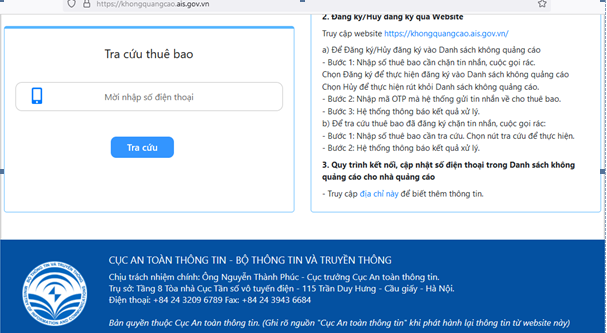 https://khongquangcao.ais.gov.vn
Tra cứu thuê bao
Mời nhập số điện thoại
Tra cứu
2. Đăng ký/Hủy đăng ký qua Website
Truy cập website https://khongquangcao.ais.gov.vn/
a) Để Đăng ký/Hủy đăng ký vào Danh sách không quảng cáo
- Bước 1: Nhập số thuê bao cần chặn tin nhắn, cuộc gọi rác.
Chọn Đăng ký để thực hiện đăng ký vào Danh sách không quảng cáo
Chọn Hủy để thực hiện rút khỏi Danh sách không quảng cáo.
- Bước 2: Nhập mã OTP mà hệ thống gửi tin nhắn về cho thuê bao.
- Bước 3: Hệ thống thông báo kết quả xử lý.
b) Để tra cứu thuê bao đã đăng ký chặn tin nhắn, cuộc gọi rác:
- Bước 1: Nhập số thuê bao cần tra cứu. Chọn nút tra cứu để thực hiện.
- Bước 2: Hệ thống thông báo kết quả xử lý.
3. Quy trình kết nối, cập nhật số điện thoại trong Danh sách không
quảng cáo cho nhà quảng cáo
- Truy cập địa chỉ này để biết thêm thông tin.
CỤC AN TOÀN THÔNG TIN - BỘ THÔNG TIN VÀ TRUYỀN THÔNG
Chịu trách nhiệm chính: Ông Nguyễn Thành Phúc - Cục trưởng Cục An toàn thông tin.
Trụ sở: Tầng 8 Tòa nhà Cục Tần số vô tuyến điện - 115 Trần Duy Hưng - Cầu giấy - Hà Nội.
Điện thoại: +84 24 3209 6789 Fax: +84 24 3943 6684
Bản quyền thuộc Cục An toàn thông tin. (Ghi rõ nguồn "Cục An toàn thông tin" khi phát hành lại thông tin từ website này)